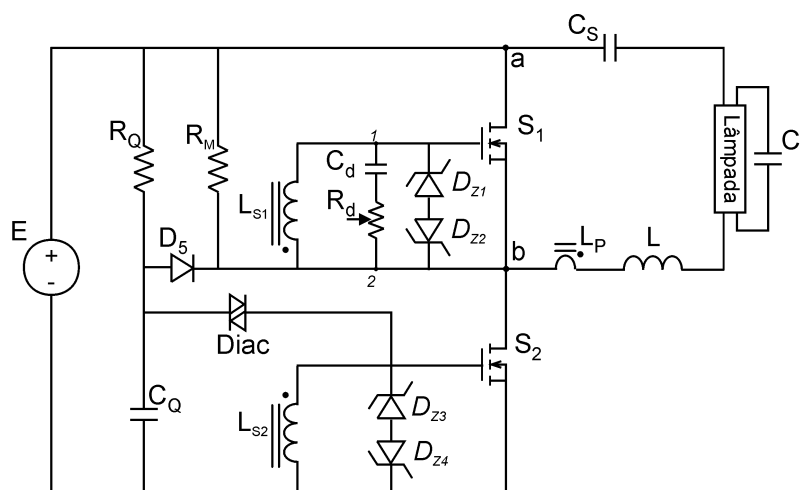 C_S
a
R_Q
R_M
S_1
1
C_d
D_Z1
Lâmpada
C
L_S1
R_d
E
+
-
D_5
D_Z2
b
L_P
L
2
Diac
S_2
C_Q
L_S2
D_Z3
D_Z4